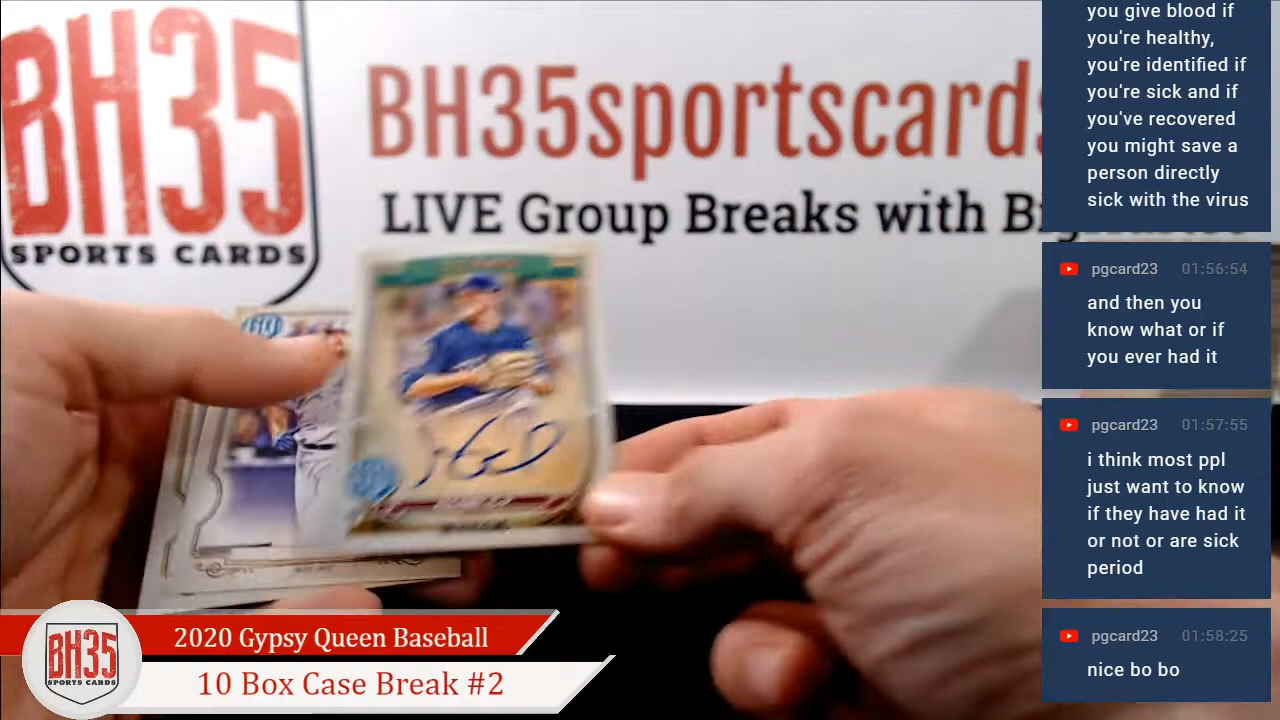 BH35
SPORTS CARDS
BH35sportscards
LIVE Group Breaks with
you give blood if
you're healthy,
you're identified if
you're sick and if
you've recovered
you might save a
person directly
sick with the virus
pgcard23 01:56:54
and then you
know what or if
you ever had it
pgcard23 01:57:55
i think most ppl
just want to know
if they have had it
or not or are sick
period
pgcard23 01:58:25
nice bo bo
BH35
SPORTS CARDS
2020 Gypsy Queen Baseball
10 Box Case Break #2